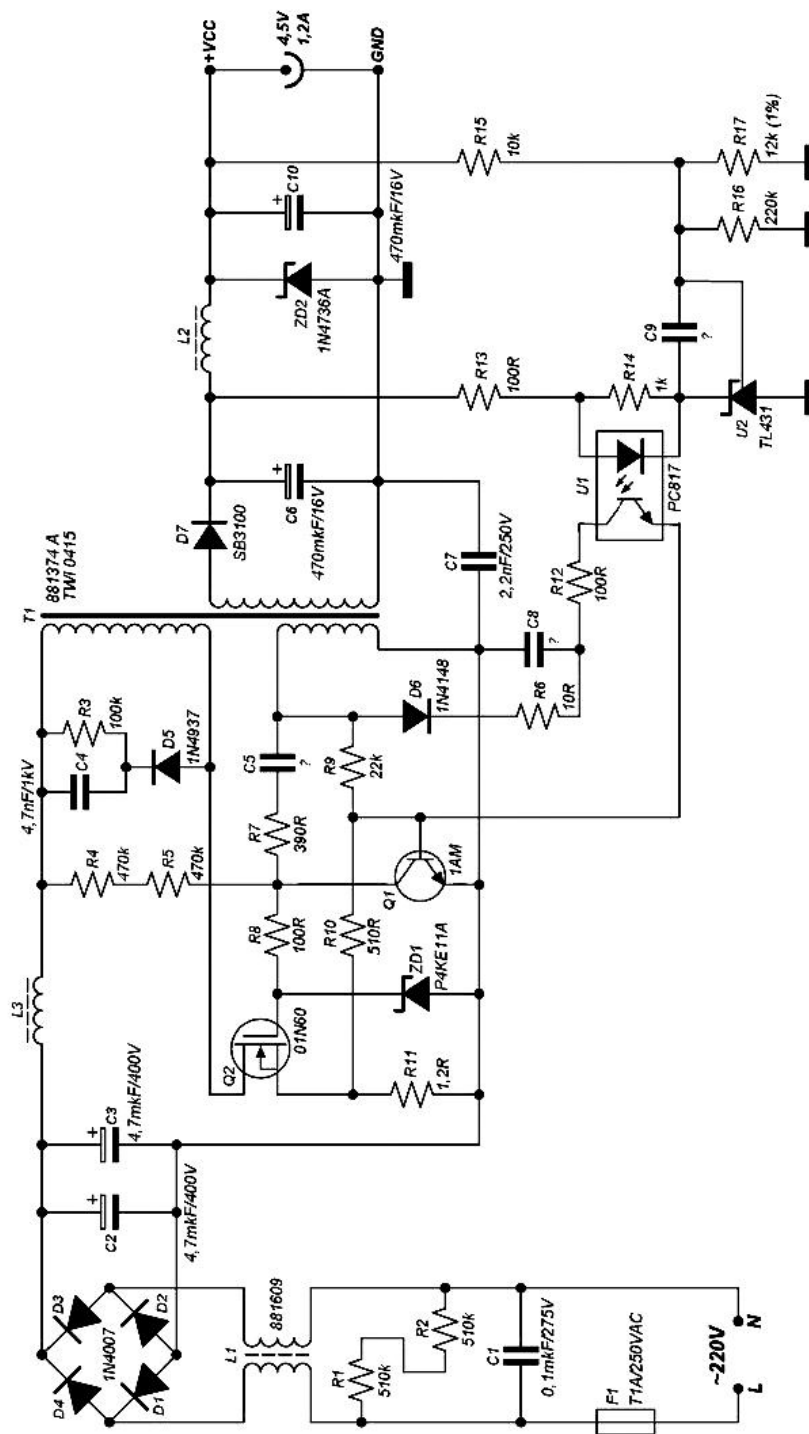 +VCC
4,5V
1,2A
GND
L2
ZD2
1N4736A
C10
470mkF/16V
R15
10k
R17
12k (1%)
R16
220k
C9
?
R13
100R
R14
1k
U2
TL431
U1
PC817
D7
SB3100
C6
470mkF/16V
C7
2,2nF/250V
R12
100R
C8
?
T1
881374 A
TWI 0415
D6
1N4148
R6
10R
R3
100k
C4
4,7nF/1kV
D5
1N4937
C5
?
R9
22k
R7
390R
R4
470k
R5
470k
Q1
1AM
R8
100R
R10
510R
ZD1
P4KE11A
L3
Q2
01N60
R11
1,2R
C3
4,7mkF/400V
C2
4,7mkF/400V
D3
D2
D4
D1
1N4007
L1
881609
R1
510k
R2
510k
C1
0,1mkF/275V
F1
T1A/250VAC
~220V
L
N